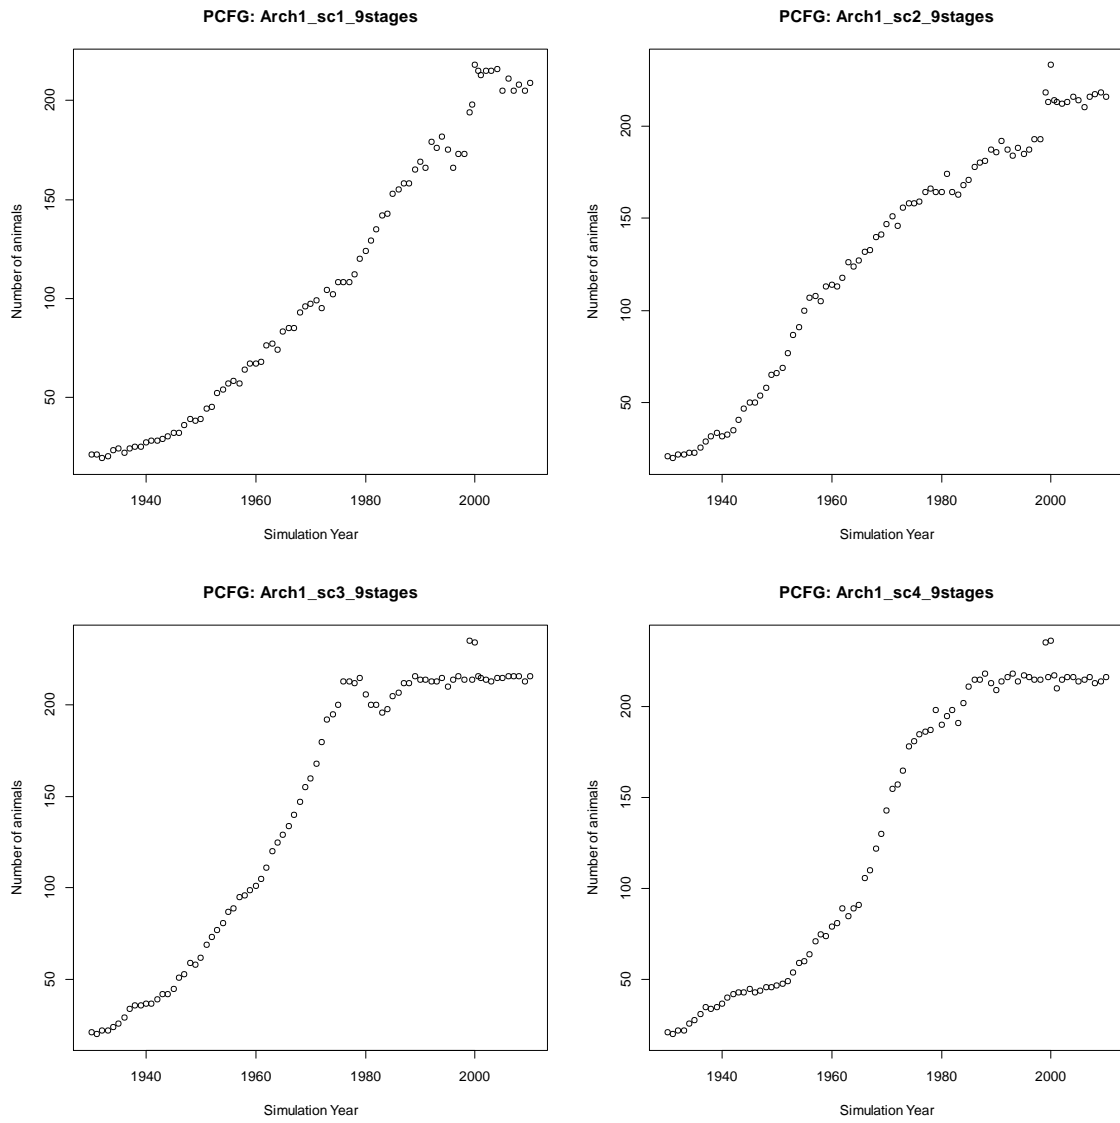 PCFG: Arch1_sc1_9stages
Number of animals
200
150
100
50
1940 1960 1980 2000
Simulation Year
PCFG: Arch1_sc2_9stages
Number of animals
200
150
100
50
1940 1960 1980 2000
Simulation Year
PCFG: Arch1_sc3_9stages
Number of animals
200
150
100
50
1940 1960 1980 2000
Simulation Year
PCFG: Arch1_sc4_9stages
Number of animals
200
150
100
50
1940 1960 1980 2000
Simulation Year